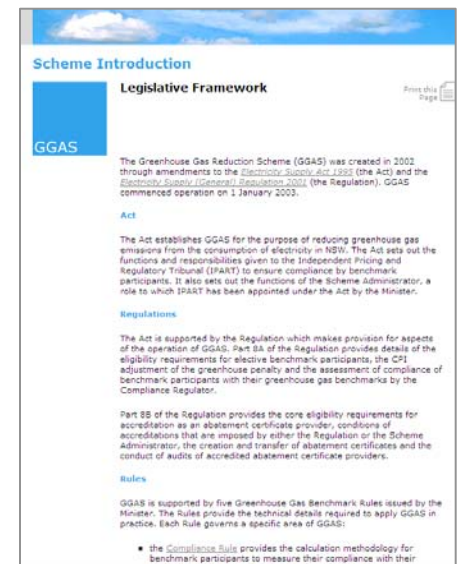 Scheme Introduction
Legislative Framework
Print this
Page
GGAS
The Greenhouse Gas Reduction Scheme (GGAS) was created in 2002
through amendments to the Electricity Supply Act 1995 (the Act) and the
Electricity Supply (General) Regulation 2001 (the Regulation). GGAS
commenced operation on 1 January 2003.
Act
The Act establishes GGAS for the purpose of reducing greenhouse gas
emissions from the consumption of electricity in NSW. The Act sets out the
functions and responsibilities given to the Independent Pricing and
Regulatory Tribunal (IPART) to ensure compliance by benchmark
participants. It also sets out the functions of the Scheme Administrator, a
role to which IPART has been appointed under the Act by the Minister.
Regulations
The Act is supported by the Regulation which makes provision for aspects
of the operation of GGAS. Part 8A of the Regulation provides details of the
eligibility requirements for elective benchmark participants, the CPI
adjustment of the greenhouse penalty and the assessment of compliance of
benchmark participants with their greenhouse gas benchmarks by the
Compliance Regulator.
Part 8B of the Regulation provides the core eligibility requirements for
accreditation as an abatement certificate provider, conditions of
accreditations that are imposed by either the Regulation or the Scheme
Administrator, the creation and transfer of abatement certificates and the
conduct of audits of accredited abatement certificate providers.
Rules
GGAS is supported by five Greenhouse Gas Benchmark Rules issued by the
Minister. The Rules provide the technical details required to apply GGAS in
practice. Each Rule governs a specific area of GGAS:
■ the Compliance Rule provides the calculation methodology for
benchmark participants to measure their compliance with their